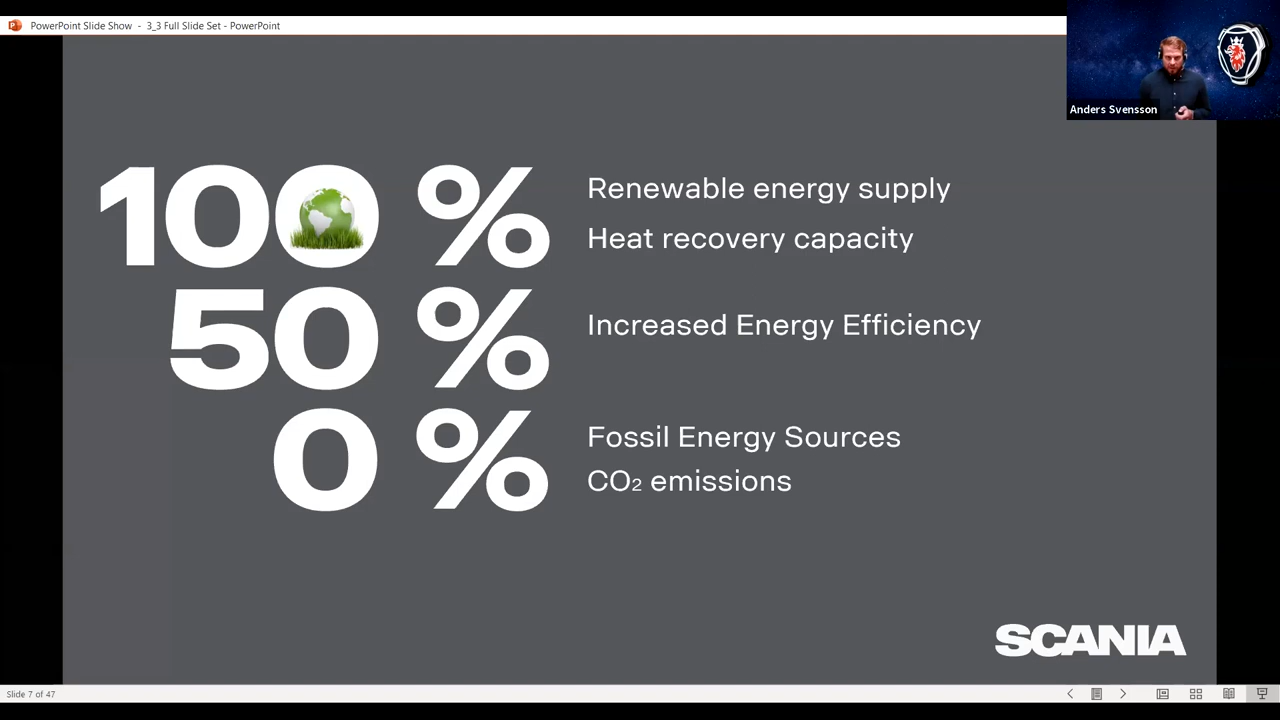 PowerPoint Slide Show - 3_3 Full Slide Set - PowerPoint
Anders Svensson
100 %
Renewable energy supply
Heat recovery capacity
50 %
Increased Energy Efficiency
0 %
Fossil Energy Sources
CO₂ emissions
SCANIA
Slide 7 of 47